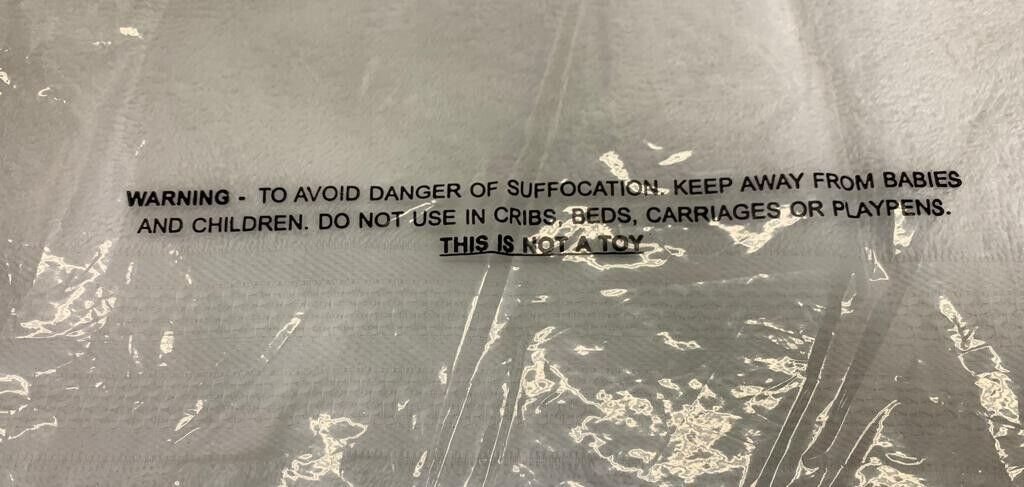 WARNING - TO AVOID DANGER OF SUFFOCATION, KEEP AWAY FROM BABIES
AND CHILDREN. DO NOT USE IN CRIBS, BEDS, CARRIAGES OR PLAYPENS.
THIS IS NOT A TOY